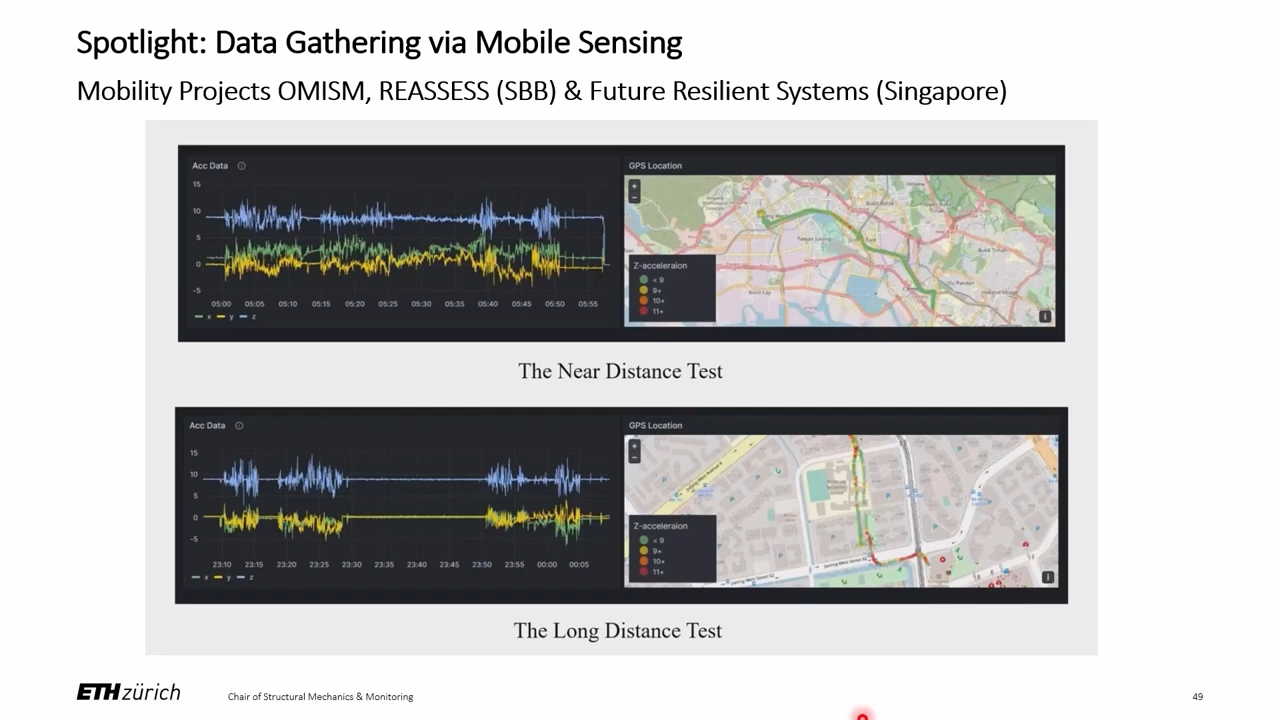 Spotlight: Data Gathering via Mobile Sensing
Mobility Projects OMISM, REASSESS (SBB) & Future Resilient Systems (Singapore)
Acc Data
15
10
5
0
-5
05:00 05:05 05:10 05:15 05:20 05:25 05:30 05:35 05:40 05:45 05:50 05:55
x y z
GPS Location
+
−
Z-acceleraion
< 9
9+
10+
11+
i
The Near Distance Test
Acc Data
15
10
5
0
-5
23:10 23:15 23:20 23:25 23:30 23:35 23:40 23:45 23:50 23:55 00:00 00:05
x y z
GPS Location
+
−
Z-acceleraion
< 9
9+
10+
11+
i
The Long Distance Test
ETH zürich
Chair of Structural Mechanics & Monitoring
49